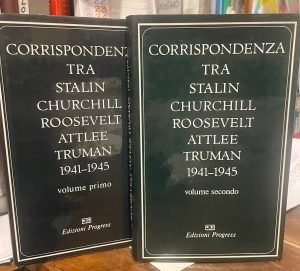 CORRISPONDENZ
TRA
STALIN
CHURCHILL
ROOSEVELT
ATTLEE
TRUMAN
1941-1945
volume primo
Edizioni Progress
CORRISPONDENZA
TRA
STALIN
CHURCHILL
ROOSEVELT
ATTLEE
TRUMAN
1941-1945
volume secondo
Edizioni Progress